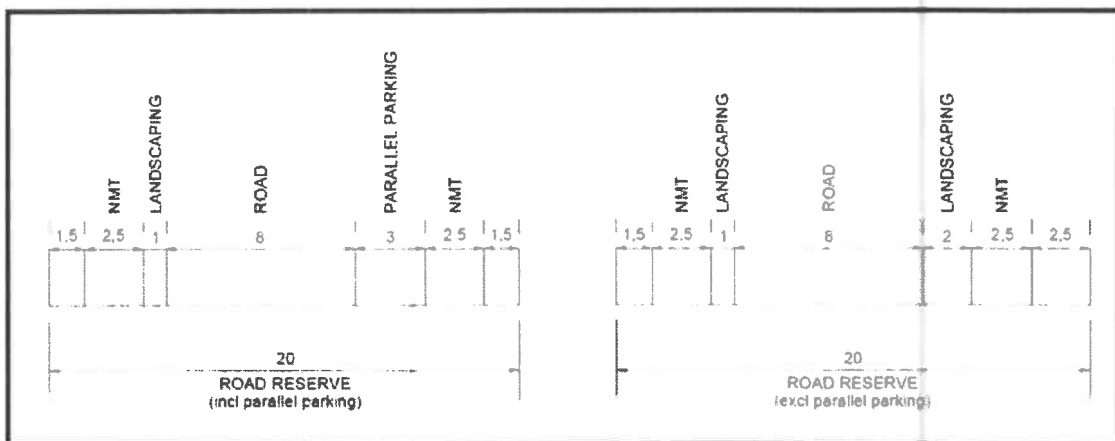 NMT
LANDSCAPING
ROAD
PARALLEL PARKING
NMT
1,5 2,5 1 8 3 2,5 1,5
20
ROAD RESERVE
(incl parallel parking)
NMT
LANDSCAPING
ROAD
LANDSCAPING
NMT
1,5 2,5 1 8 2 2,5 2,5
20
ROAD RESERVE
(excl parallel parking)